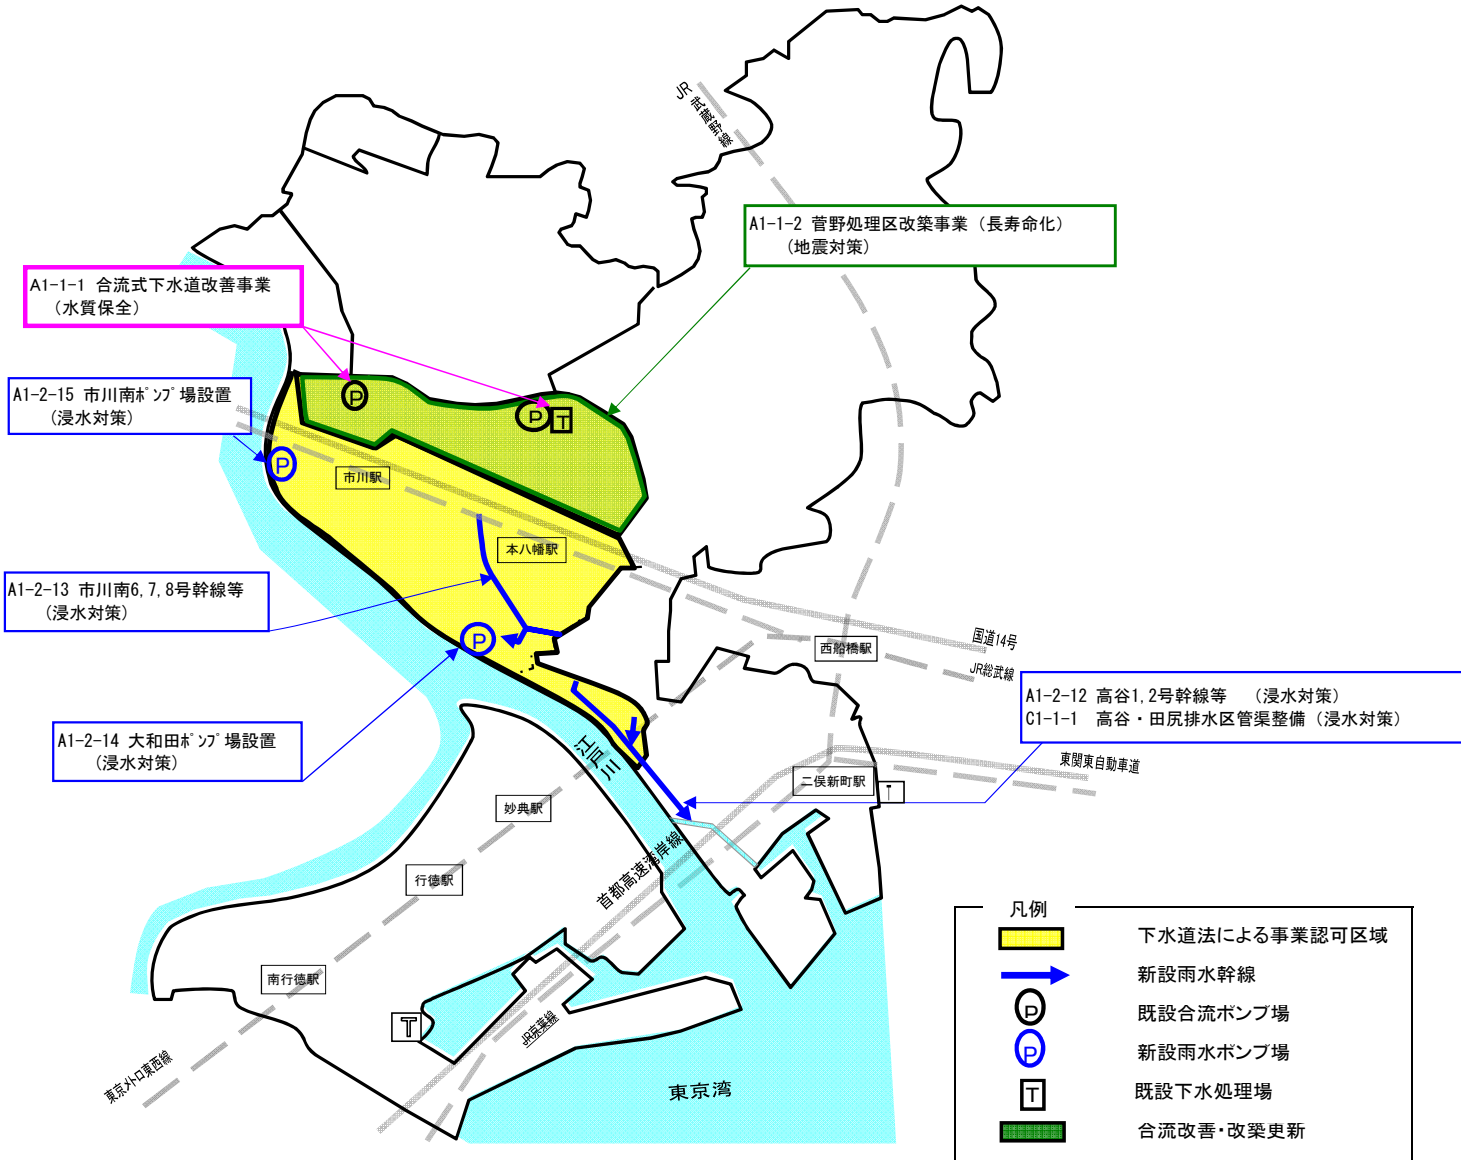 JR武蔵野線
A1-1-2 菅野処理区改築事業（長寿命化）
（地震対策）
A1-1-1 合流式下水道改善事業
（水質保全）
A1-2-15 市川南ﾎﾟﾝﾌﾟ場設置
（浸水対策）
P
P
T
P
市川駅
本八幡駅
A1-2-13 市川南6,7,8号幹線等
（浸水対策）
P
国道14号
西船橋駅
JR総武線
A1-2-12 高谷1,2号幹線等 （浸水対策）
C1-1-1 高谷・田尻排水区管渠整備（浸水対策）
A1-2-14 大和田ﾎﾟﾝﾌﾟ場設置
（浸水対策）
江戸川
東関東自動車道
二俣新町駅
T
妙典駅
首都高速湾岸線
行徳駅
南行徳駅
T
JR京葉線
東京ﾒﾄﾛ東西線
東京湾
凡例
下水道法による事業認可区域
新設雨水幹線
P 既設合流ポンプ場
P 新設雨水ポンプ場
T 既設下水処理場
合流改善・改築更新